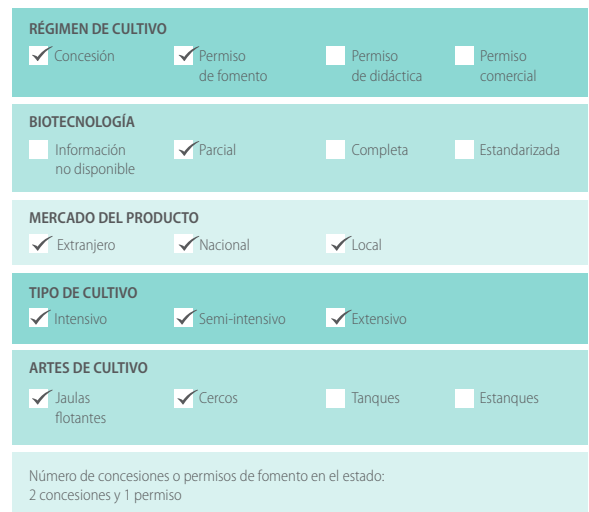 RÉGIMEN DE CULTIVO
Concesión Permiso Permiso Permiso
de fomento de didáctica comercial
BIOTECNOLOGÍA
Información Parcial Completa Estandarizada
no disponible
MERCADO DEL PRODUCTO
Extranjero Nacional Local
TIPO DE CULTIVO
Intensivo Semi-intensivo Extensivo
ARTES DE CULTIVO
Jaulas Cercos Tanques Estanques
flotantes
Número de concesiones o permisos de fomento en el estado:
2 concesiones y 1 permiso